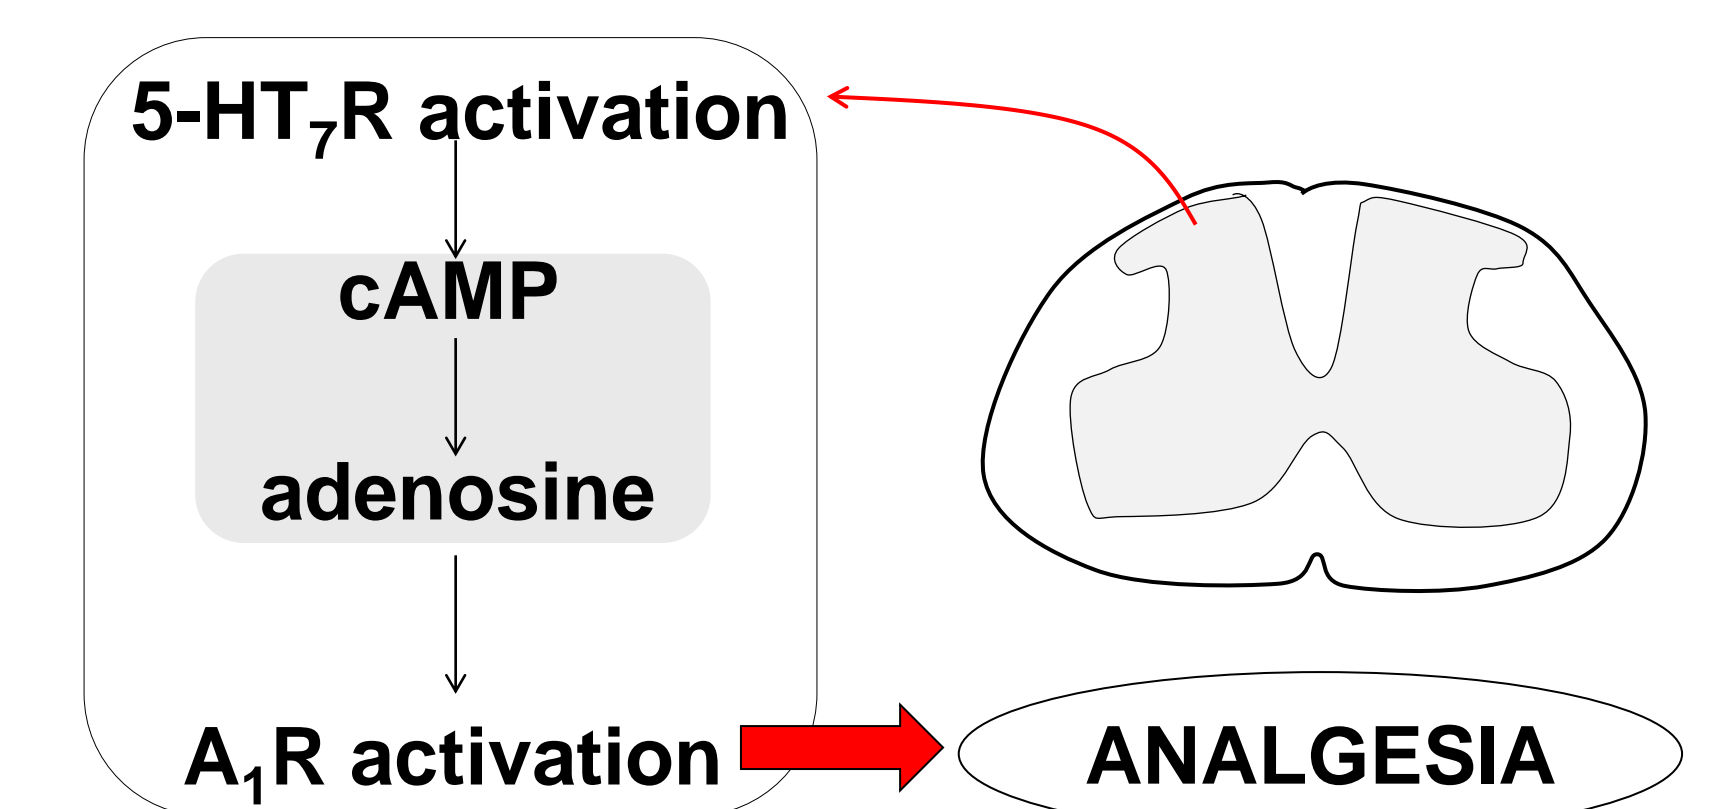 5-HT₇R activation
cAMP
adenosine
A₁R activation
ANALGESIA